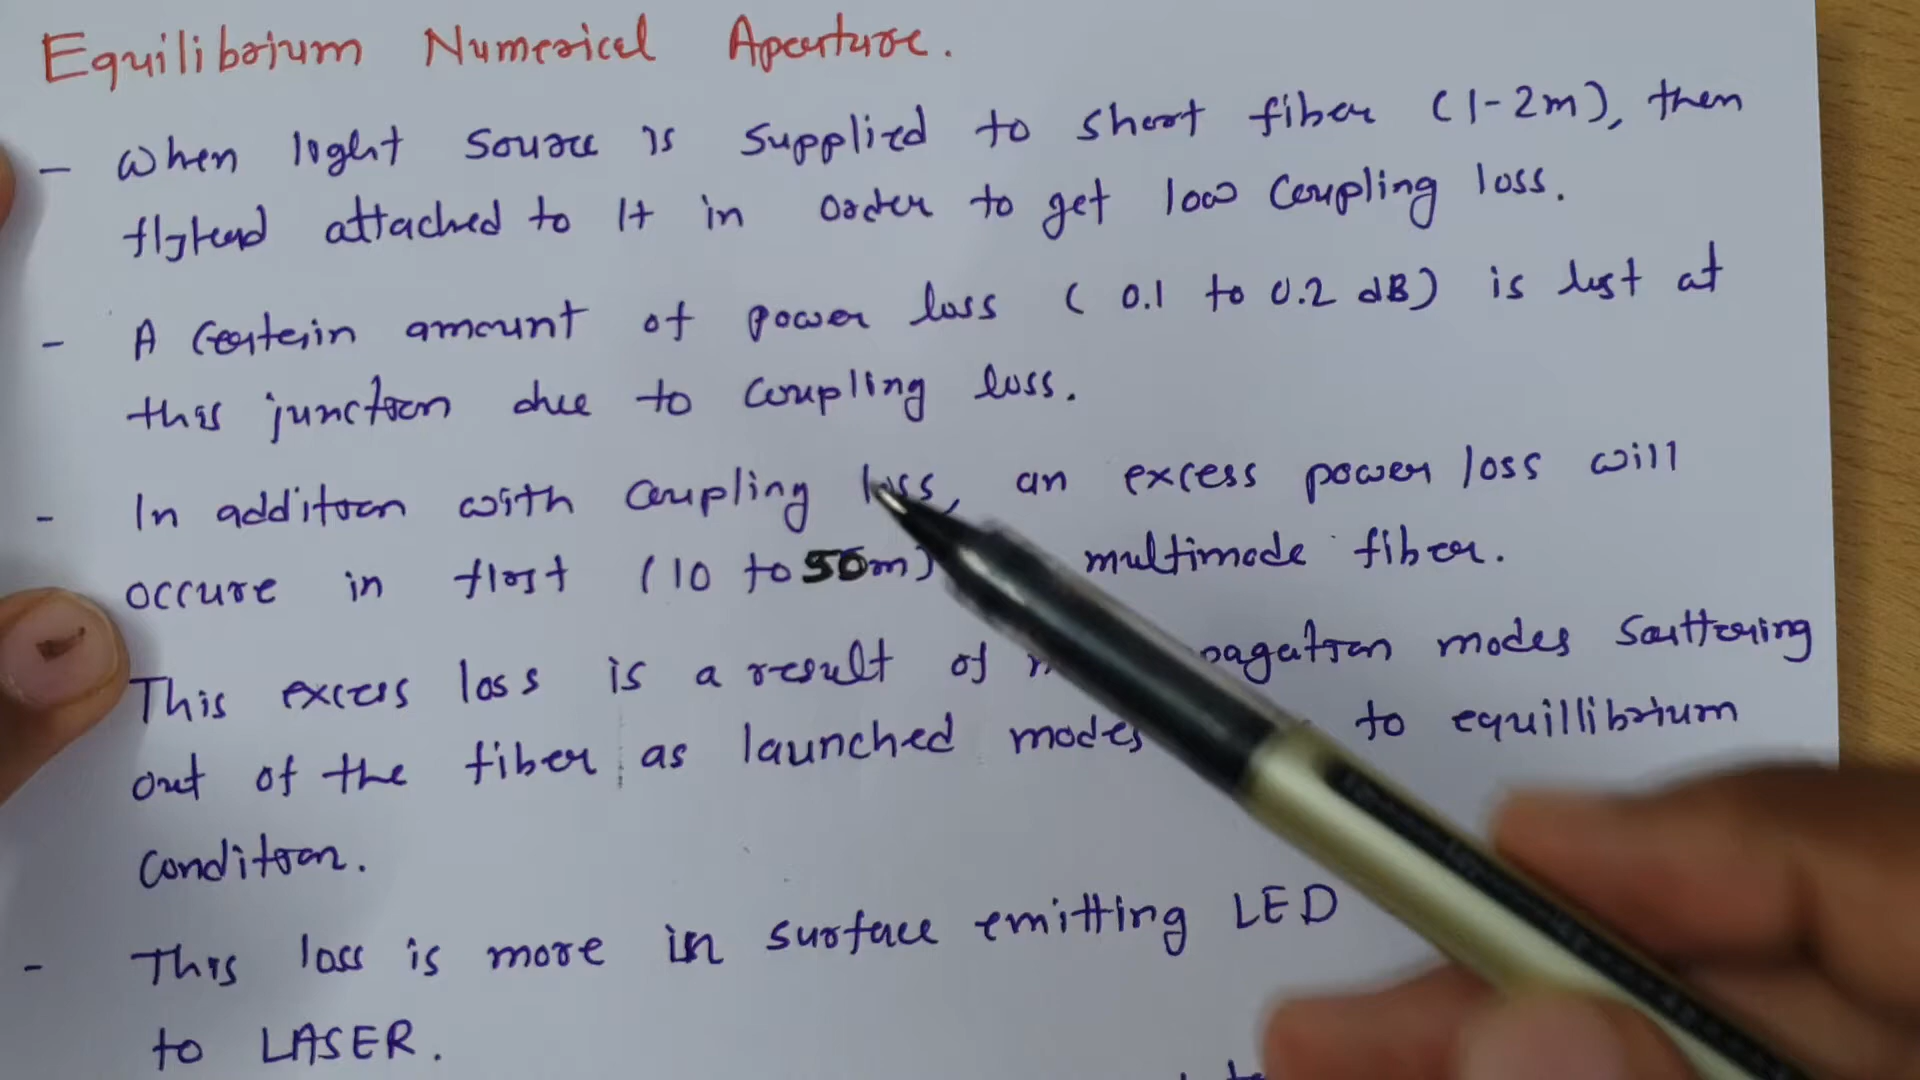 Equilibrium Numerical Aperture.
- When light source is supplied to short fiber (1-2m), then
flylead attached to it in order to get low coupling loss.
- A certain amount of power loss ( 0.1 to 0.2 dB) is lost at
this junction due to coupling loss.
- In addition with coupling loss, an excess power loss will
occure in first (10 to 50m) multimode fiber.
This excess loss is a result of modes scattering
out of the fiber as launched modes to equillibrium
condition.
- This loss is more in surface emitting LED
to LASER.